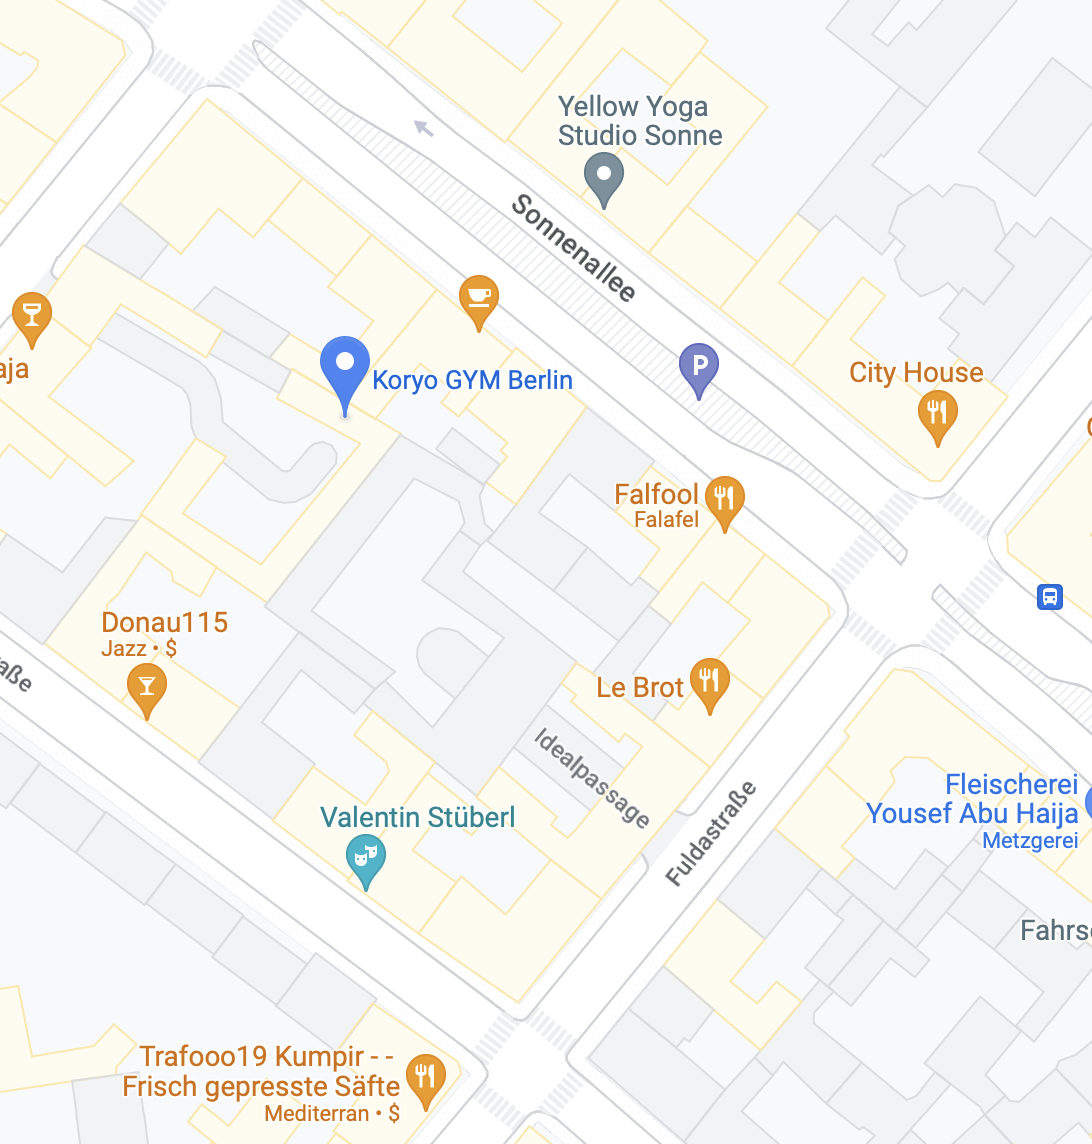 Yellow Yoga
Studio Sonne
Sonnenallee
P
aja
Koryo GYM Berlin
City House
Falfool
Falafel
Donau115
Jazz • $
aße
Le Brot
Idealpassage
Fuldastraße
Fleischerei
Yousef Abu Haija
Metzgerei
Valentin Stüberl
Fahrs
Trafooo19 Kumpir - -
Frisch gepresste Säfte
Mediterran • $